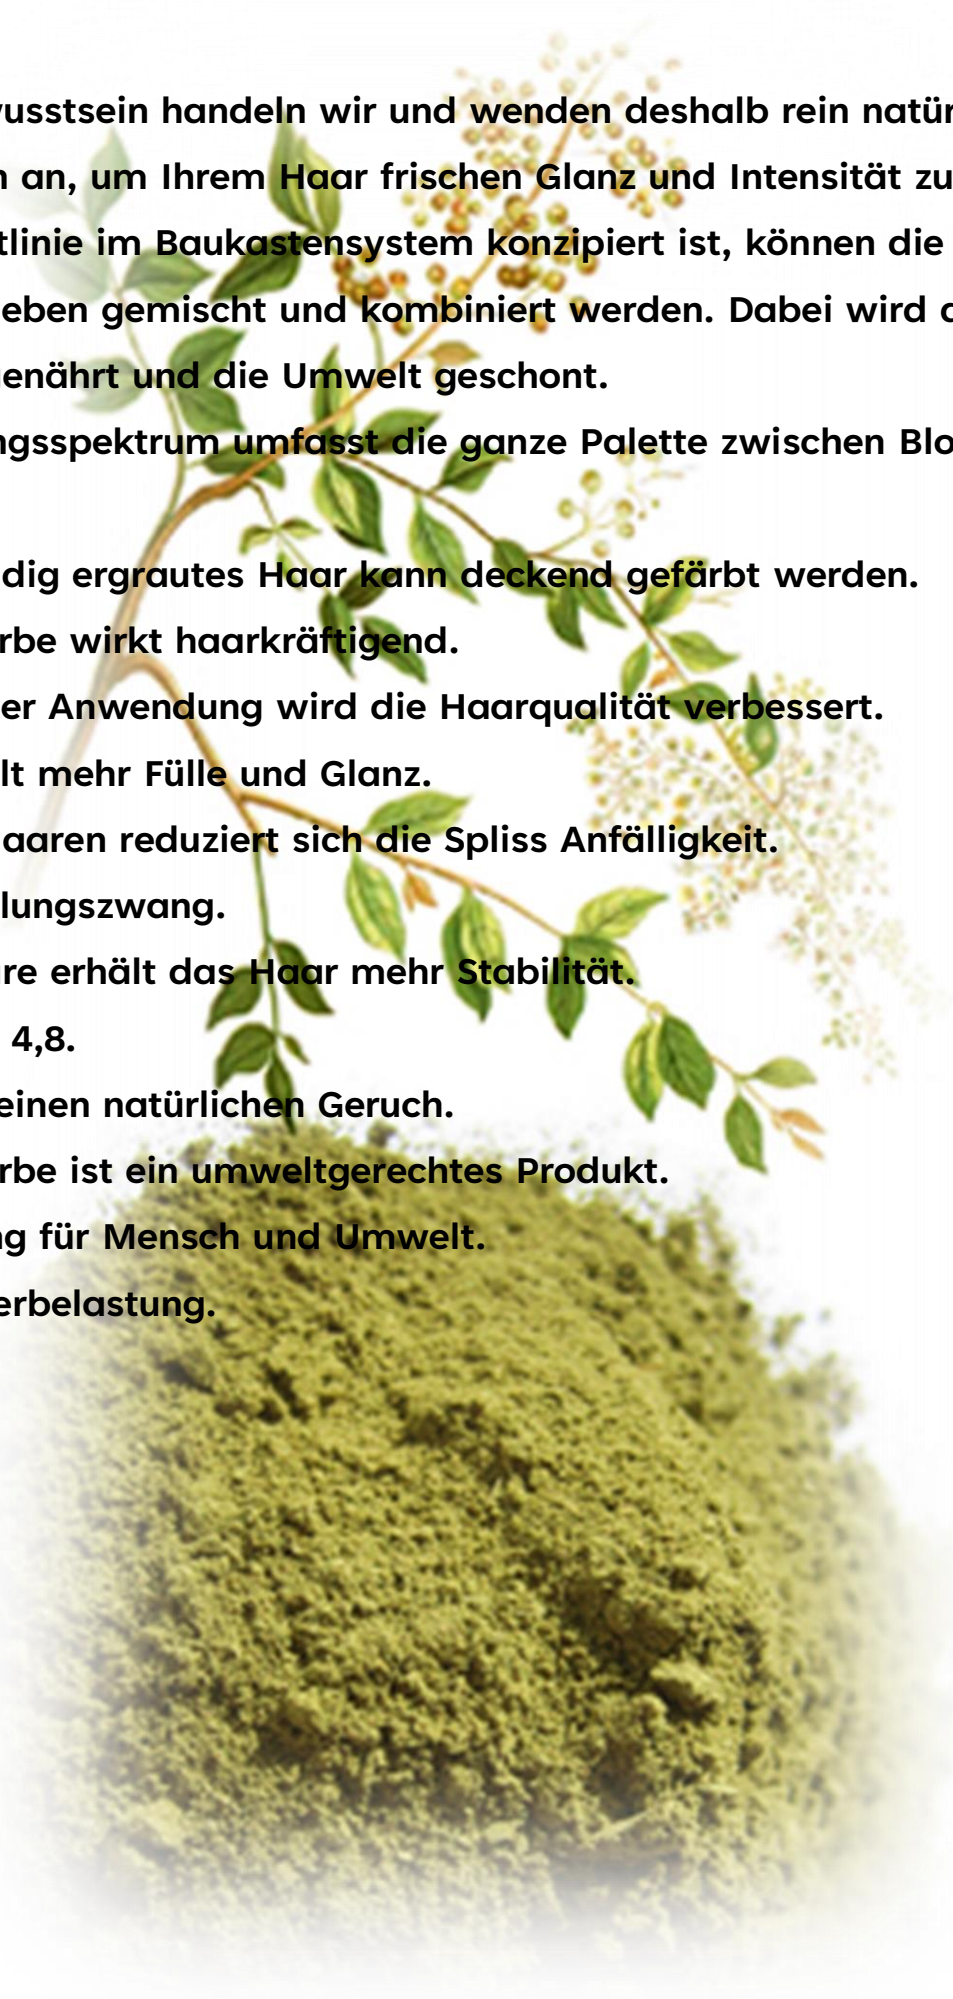 wusstsein handeln wir und wenden deshalb rein natür
n an, um Ihrem Haar frischen Glanz und Intensität zu
tlinie im Baukastensystem konzipiert ist, können die
eben gemischt und kombiniert werden. Dabei wird d
enährt und die Umwelt geschont.
ngsspektrum umfasst die ganze Palette zwischen Blo
dig ergrautes Haar kann deckend gefärbt werden.
rbe wirkt haarkräftigend.
er Anwendung wird die Haarqualität verbessert.
lt mehr Fülle und Glanz.
aaren reduziert sich die Spliss Anfälligkeit.
lungszwang.
re erhält das Haar mehr Stabilität.
4,8.
einen natürlichen Geruch.
rbe ist ein umweltgerechtes Produkt.
ng für Mensch und Umwelt.
erbelastung.